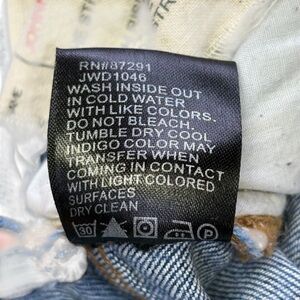 RN#87291
JWD1046
WASH INSIDE OUT
IN COLD WATER
WITH LIKE COLORS.
DO NOT BLEACH.
TUMBLE DRY COOL
INDIGO COLOR MAY
TRANSFER WHEN
COMING IN CONTACT
WITH LIGHT COLORED
SURFACES
DRY CLEAN
30
P